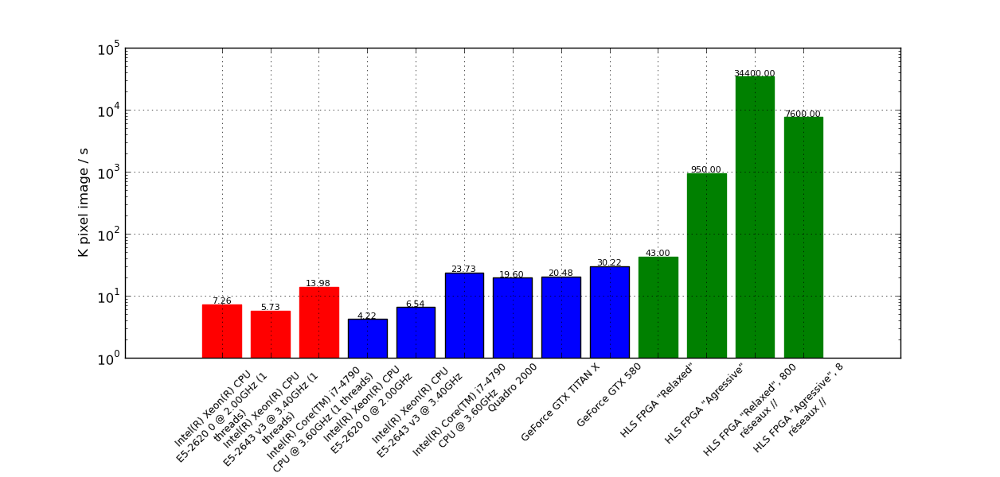 10^5
10^4
10^3
10^2
10^1
10^0
K pixel image / s
7.26
5.73
13.98
4.22
6.54
23.73
19.60
20.48
30.22
43.00
950.00
34400.00
7600.00
Intel(R) Xeon(R) CPU
E5-2620 0 @ 2.00GHz (1
threads)
Intel(R) Xeon(R) CPU
E5-2643 v3 @ 3.40GHz (1
threads)
Intel(R) Core(TM) i7-4790
CPU @ 3.60GHz (1 threads)
Intel(R) Xeon(R) CPU
E5-2620 0 @ 2.00GHz
Intel(R) Xeon(R) CPU
E5-2643 v3 @ 3.40GHz
Intel(R) Core(TM) i7-4790
CPU @ 3.60GHz
Quadro 2000
GeForce GTX TITAN X
GeForce GTX 580
HLS FPGA "Relaxed"
HLS FPGA "Agressive"
HLS FPGA "Relaxed", 800
réseaux //
HLS FPGA "Agressive", 8
réseaux //